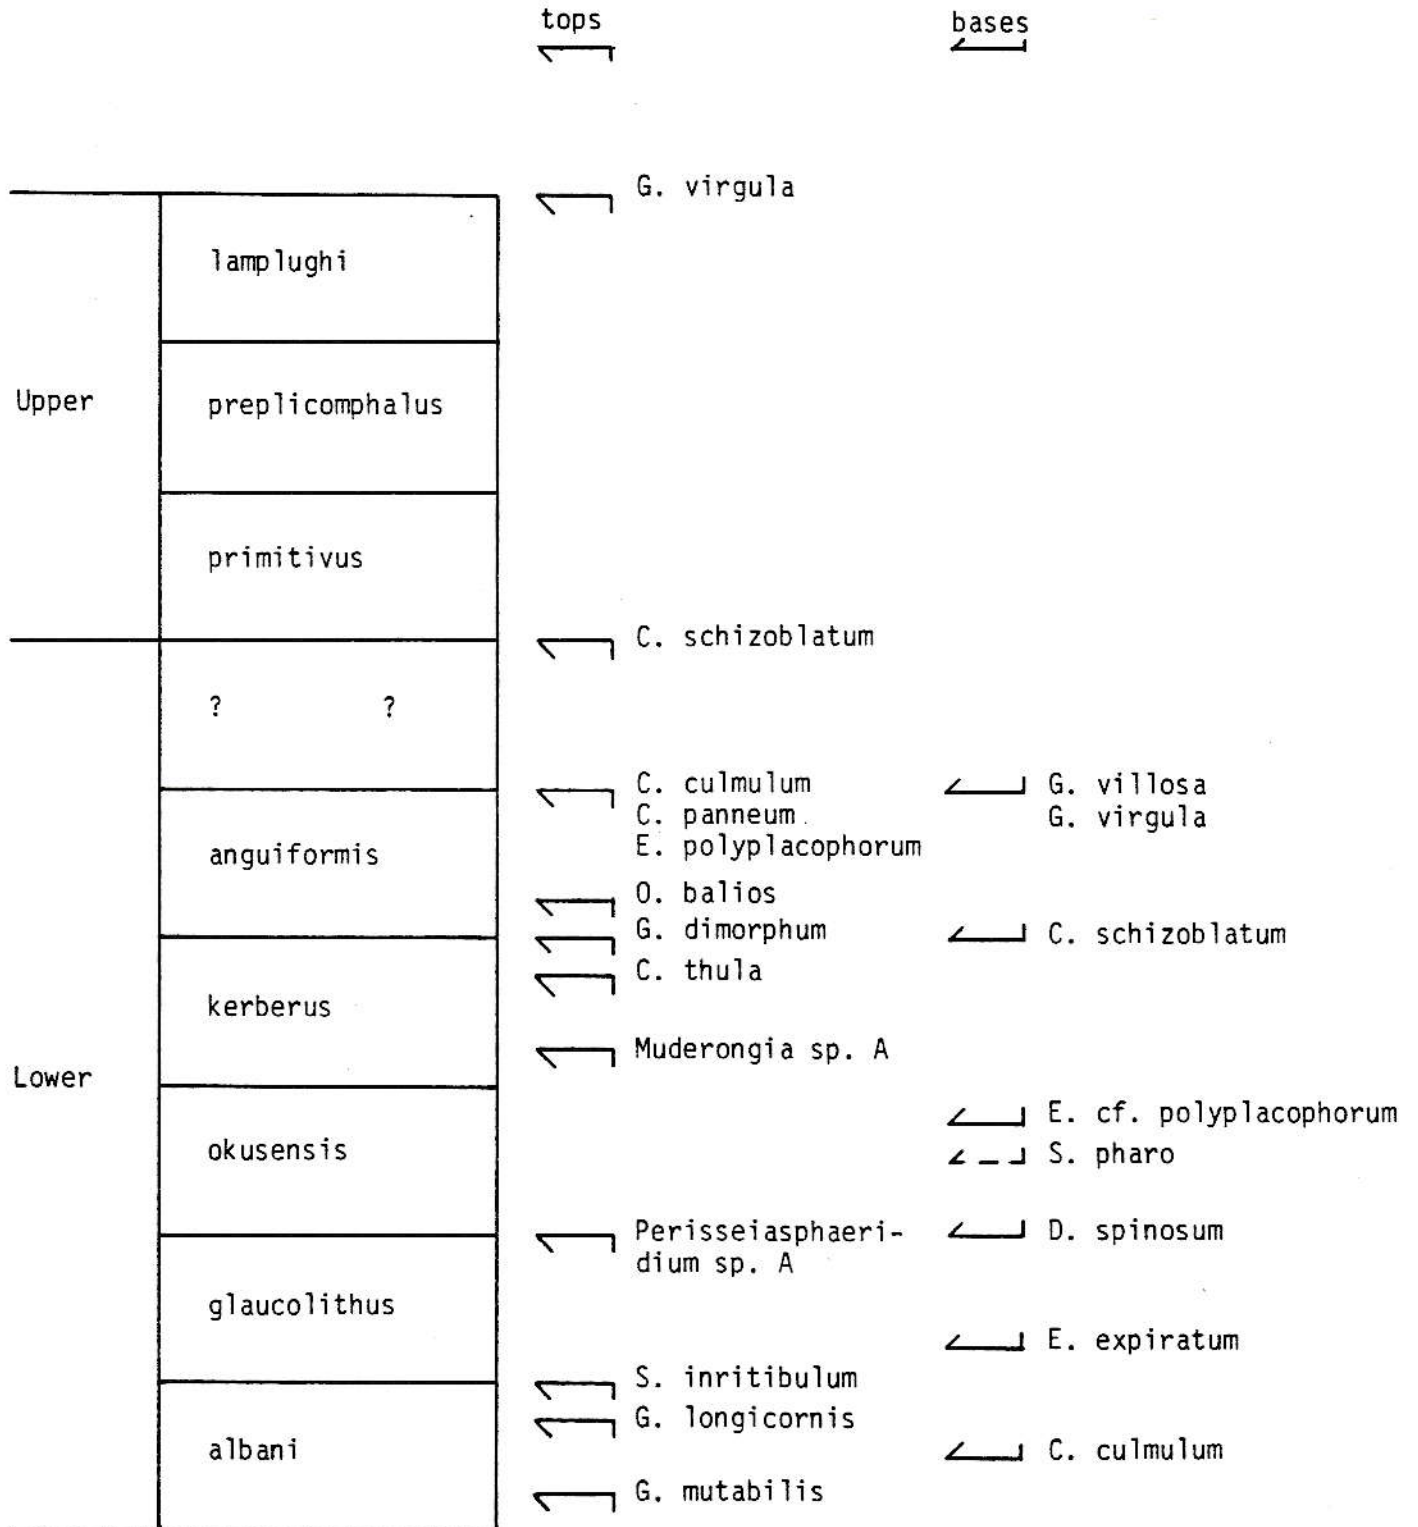 tops
bases
G. virgula
lamplughi
Upper
preplicomphalus
primitivus
C. schizoblatum
? ?
C. culmulum
C. panneum
E. polyplacophorum
G. villosa
G. virgula
anguiformis
O. balios
G. dimorphum
C. schizoblatum
C. thula
kerberus
Muderongia sp. A
Lower
E. cf. polyplacophorum
okusensis
S. pharo
Perisseiasphaeri-
dium sp. A
D. spinosum
glaucolithus
E. expiratum
S. inritibulum
G. longicornis
albani
C. culmulum
G. mutabilis